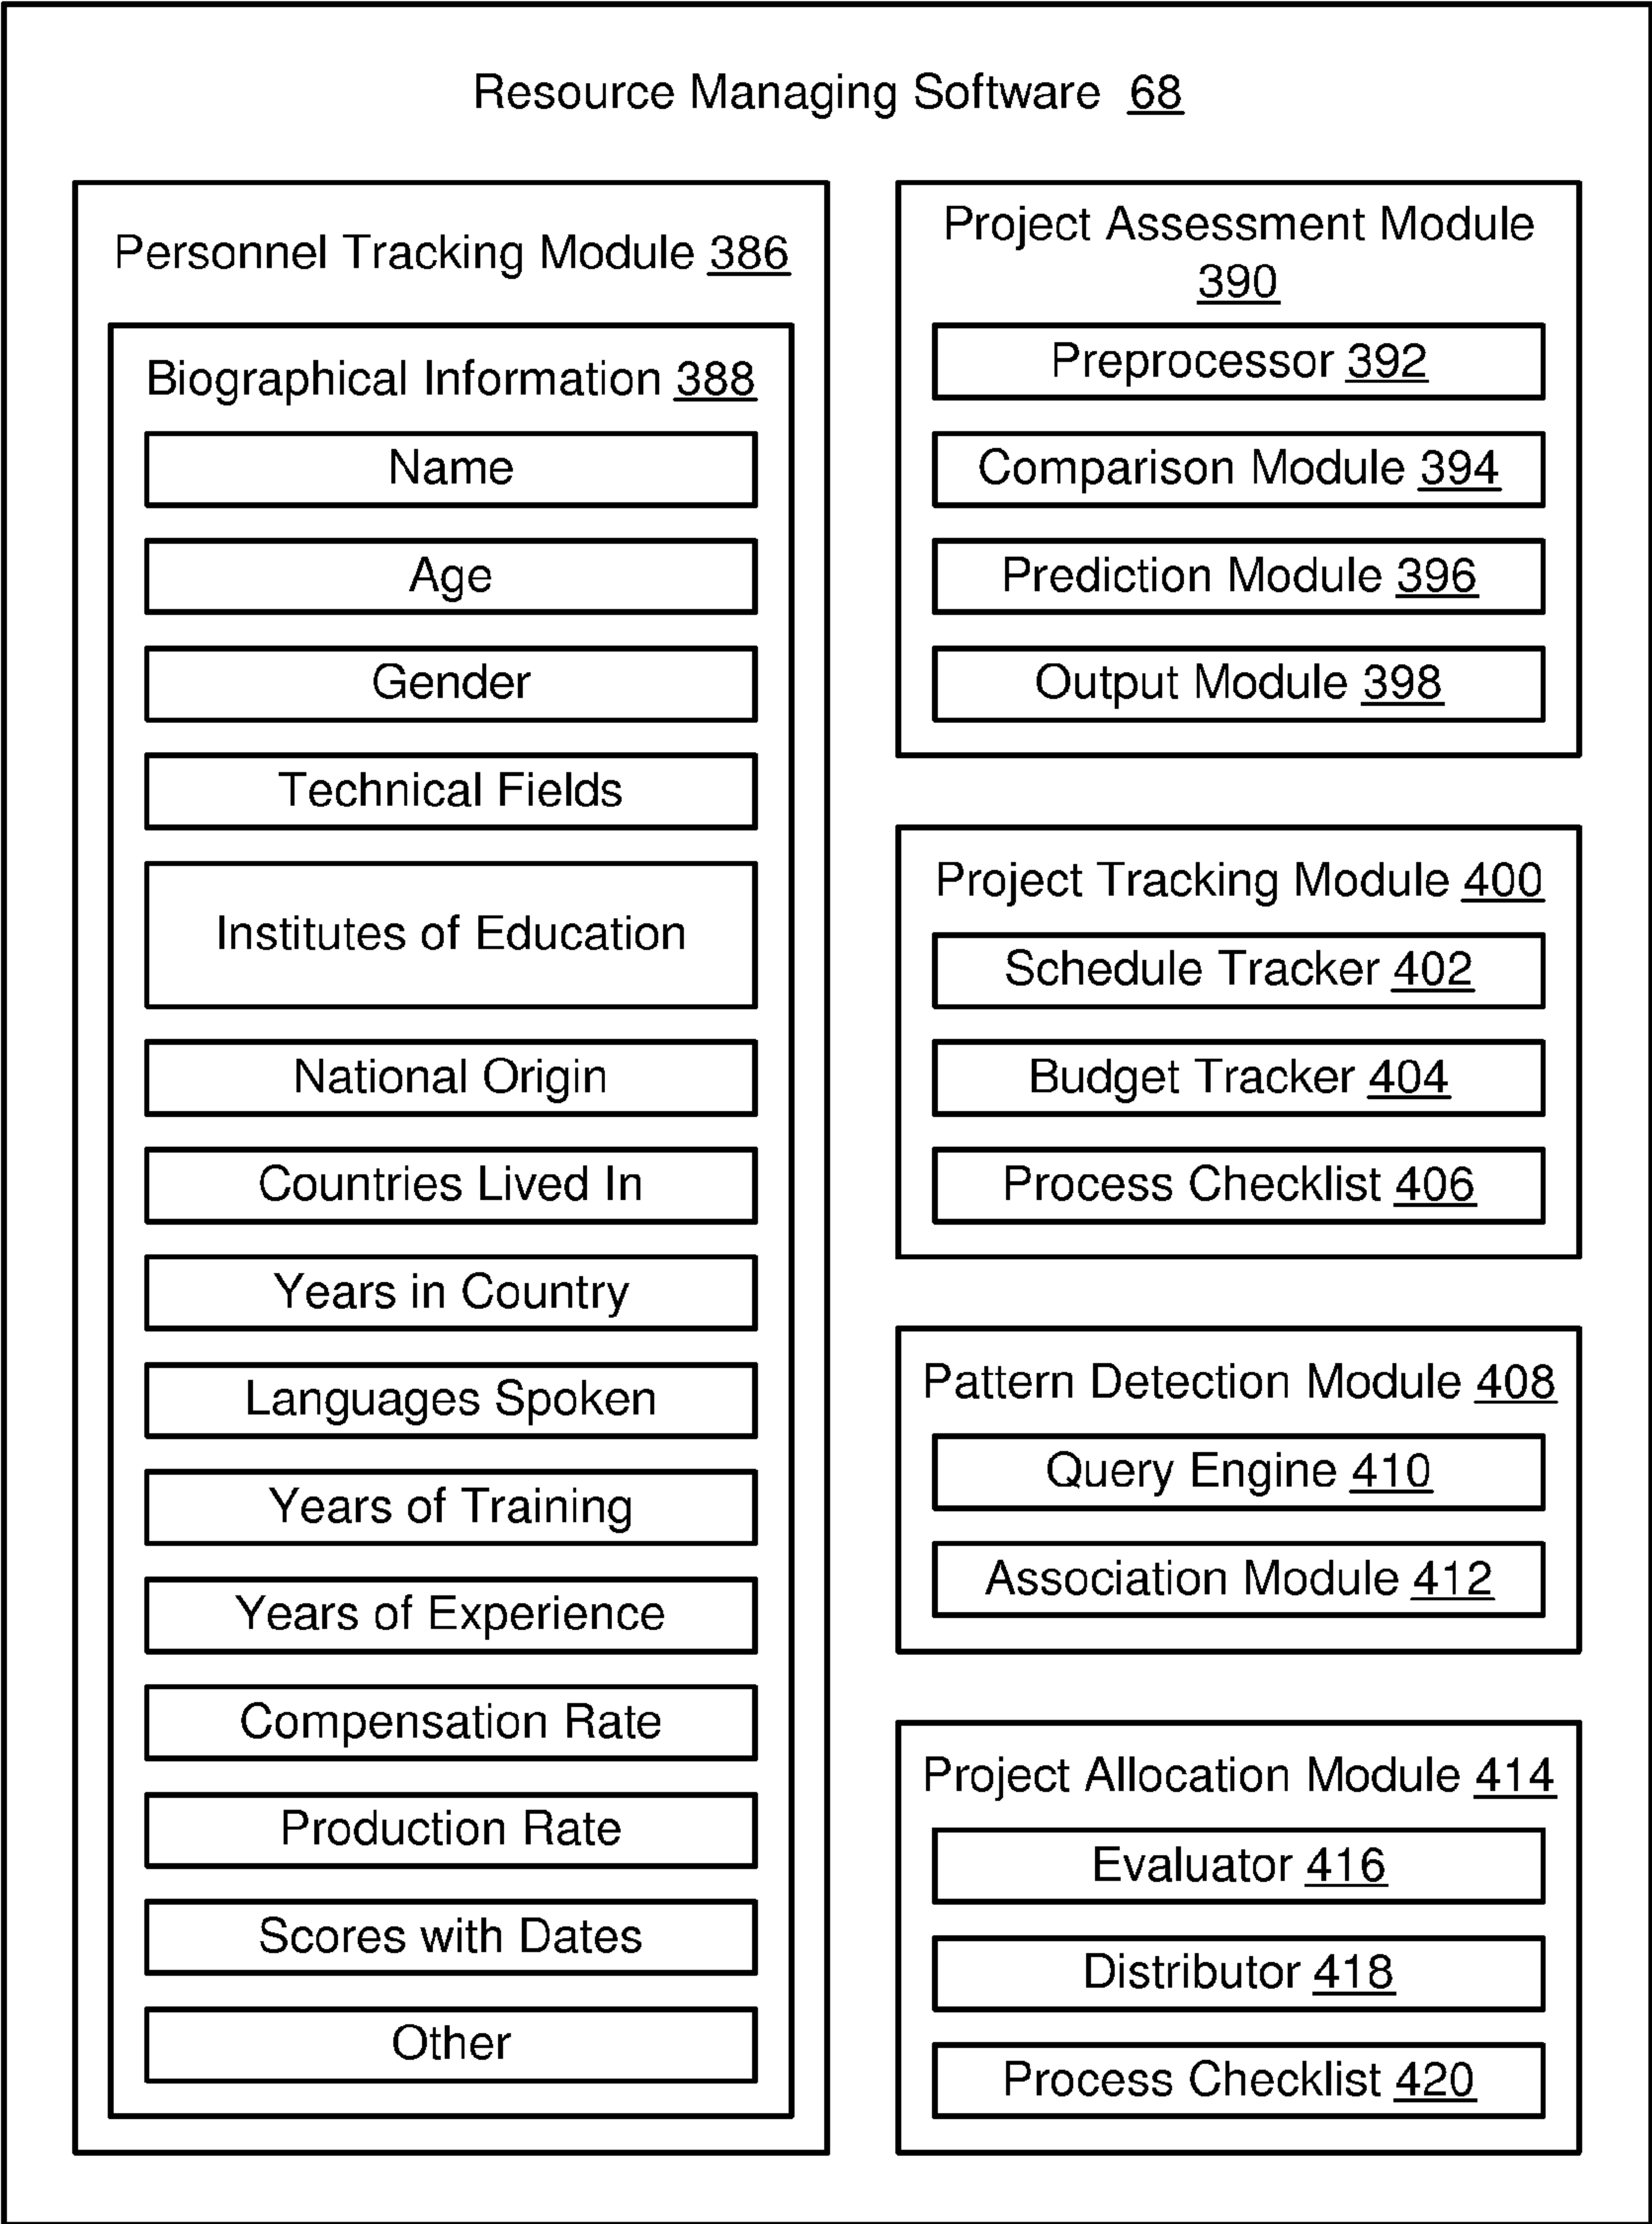 Resource Managing Software 68
Personnel Tracking Module 386
Biographical Information 388
Name
Age
Gender
Technical Fields
Institutes of Education
National Origin
Countries Lived In
Years in Country
Languages Spoken
Years of Training
Years of Experience
Compensation Rate
Production Rate
Scores with Dates
Other
Project Assessment Module
390
Preprocessor 392
Comparison Module 394
Prediction Module 396
Output Module 398
Project Tracking Module 400
Schedule Tracker 402
Budget Tracker 404
Process Checklist 406
Pattern Detection Module 408
Query Engine 410
Association Module 412
Project Allocation Module 414
Evaluator 416
Distributor 418
Process Checklist 420